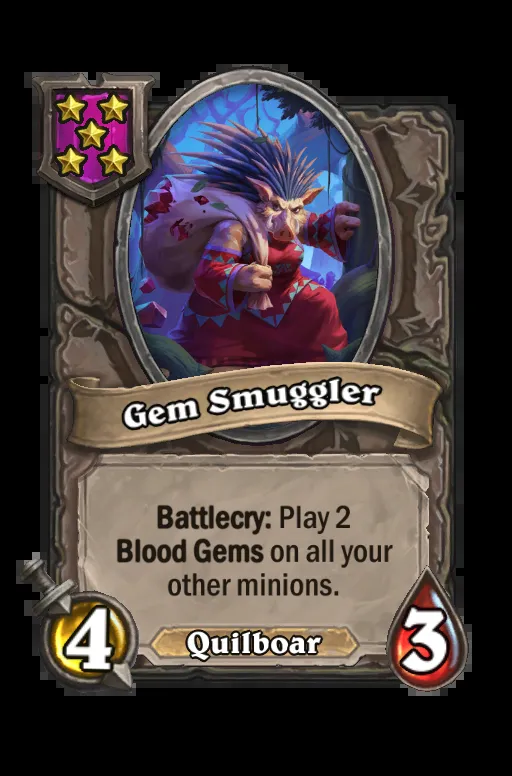 Gem Smuggler
Battlecry: Play 2
Blood Gems on all your
other minions.
4
Quilboar
3